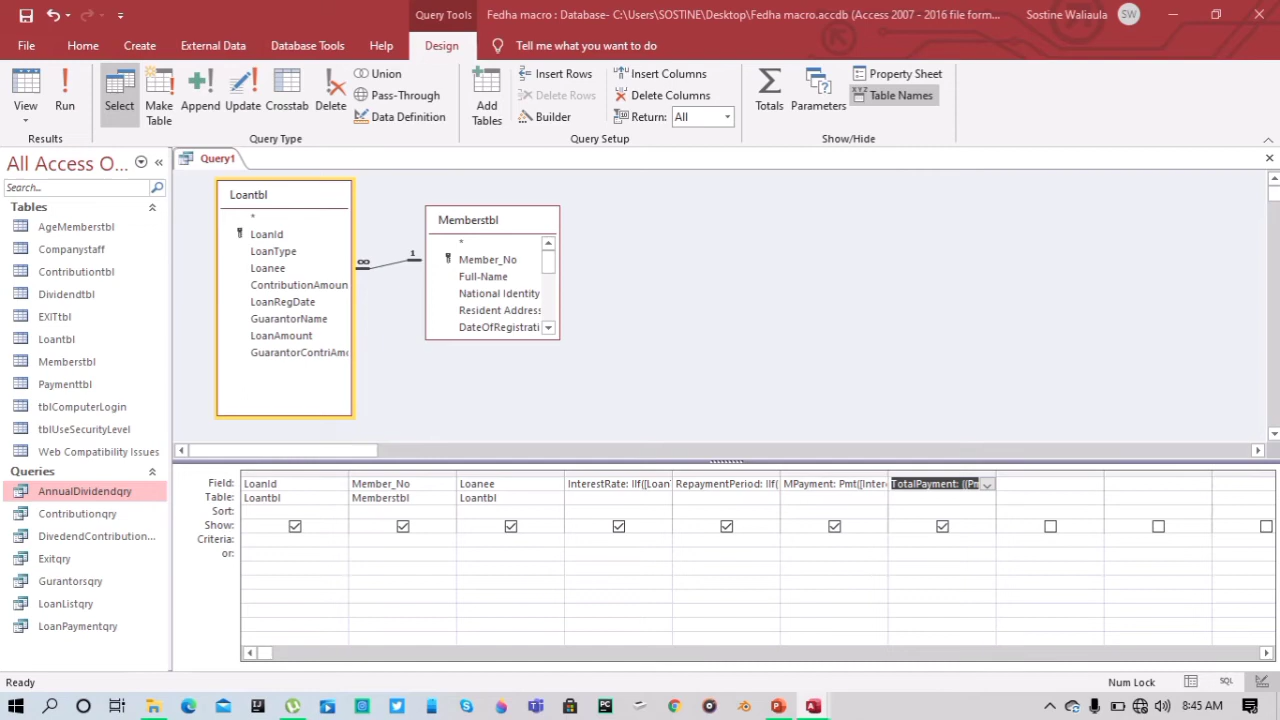 Query Tools
Fedha macro : Database- C:\Users\SOSTINE\Desktop\Fedha macro.accdb (Access 2007 - 2016 file form...
Sostine Waliaula
SW
File
Home
Create
External Data
Database Tools
Help
Design
Tell me what you want to do
View
Run
Select
Make Table
Append
Update
Crosstab
Delete
Union
Pass-Through
Data Definition
Add Tables
Insert Rows
Delete Rows
Builder
Insert Columns
Delete Columns
Return: All
Totals
Parameters
Property Sheet
XYZ Table Names
Results
Query Type
Query Setup
Show/Hide
All Access O...
Search...
Tables
AgeMemberstbl
Companystaff
Contributiontbl
Dividendtbl
EXITtbl
Loantbl
Memberstbl
Paymenttbl
tblComputerLogin
tblUseSecurityLevel
Web Compatibility Issues
Queries
AnnualDividendqry
Contributionqry
DivedendContribution...
Exitqry
Gurantorsqry
LoanListqry
LoanPaymentqry
Query1
Loantbl
*
LoanId
LoanType
Loanee
ContributionAmoun
LoanRegDate
GuarantorName
LoanAmount
GuarantorContriAmo
∞
1
Memberstbl
*
Member_No
Full-Name
National Identity
Resident Address
DateOfRegistrati
Field: LoanId Member_No Loanee InterestRate: IIf([Loan RepaymentPeriod: IIf( MPayment: Pmt([Inter TotalPayment: ((Pm
Table: Loantbl Memberstbl Loantbl
Sort:
Show:
Criteria:
or:
Ready
Num Lock
SQL
8:45 AM